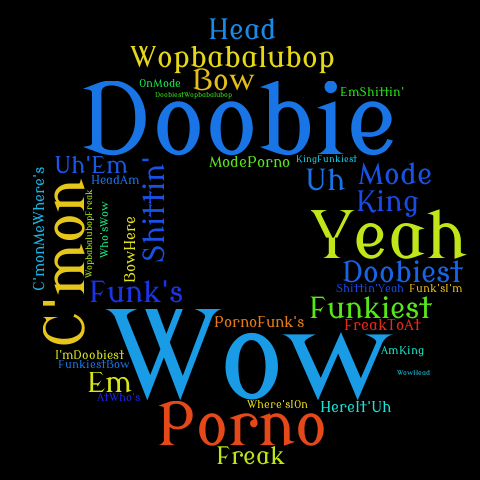 Head
Wopbabalubop
Bow
OnMode
DoobiestWopbabalubop
EmShittin'
Doobie
ModePorno
KingFunkiest
Uh'Em
HeadAm
Uh
Mode
King
C'monMeWhere's
C'mon
WopbabalubopFreak
Who'sWow
BowHere
Shittin'
Yeah
Doobiest
Shittin'Yeah
Funk'sI'm
Funk's
Funkiest
Wow
PornoFunk's
FreakToAt
I'mDoobiest
FunkiestBow
AmKing
WowHead
Em
AtWho's
Where'sIOn
HereIt'Uh
Porno
Freak